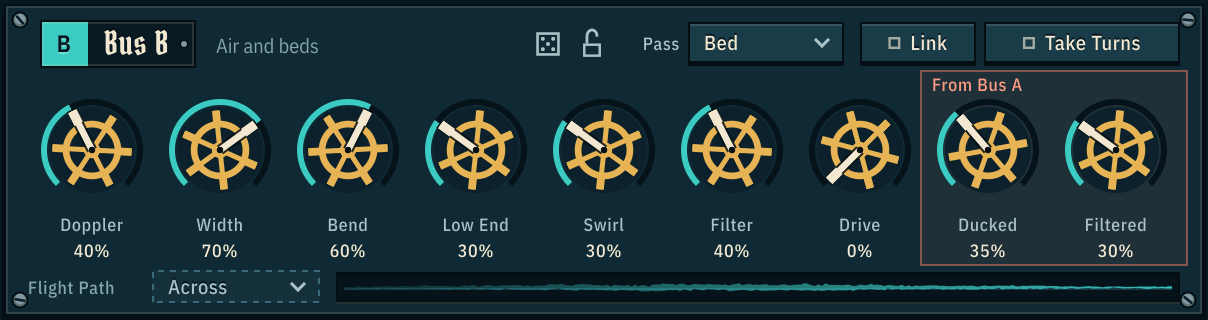 B Bus B Air and beds Pass Bed Link Take Turns
From Bus A
Doppler Width Bend Low End Swirl Filter Drive Ducked Filtered
40% 70% 60% 30% 30% 40% 0% 35% 30%
Flight Path Across